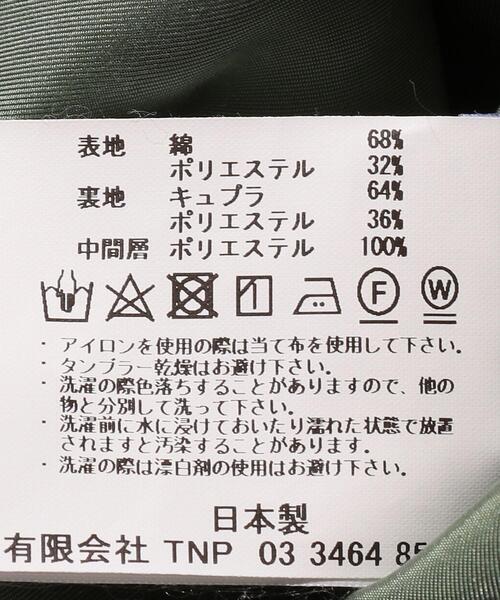 表地 綿 68%
ポリエステル 32%
裏地 キュプラ 64%
ポリエステル 36%
中間層 ポリエステル 100%
F W
・アイロンを使用の際は当て布を使用して下さい。
・タンブラー乾燥はお避け下さい。
・洗濯の際色落ちすることがありますので、他の
物と分別して洗って下さい。
・洗濯前に水に浸けておいたり濡れた状態で放置
されますと汚染することがあります。
・洗濯の際は漂白剤の使用はお避け下さい。
日本製
有限会社 TNP 03 3464 85